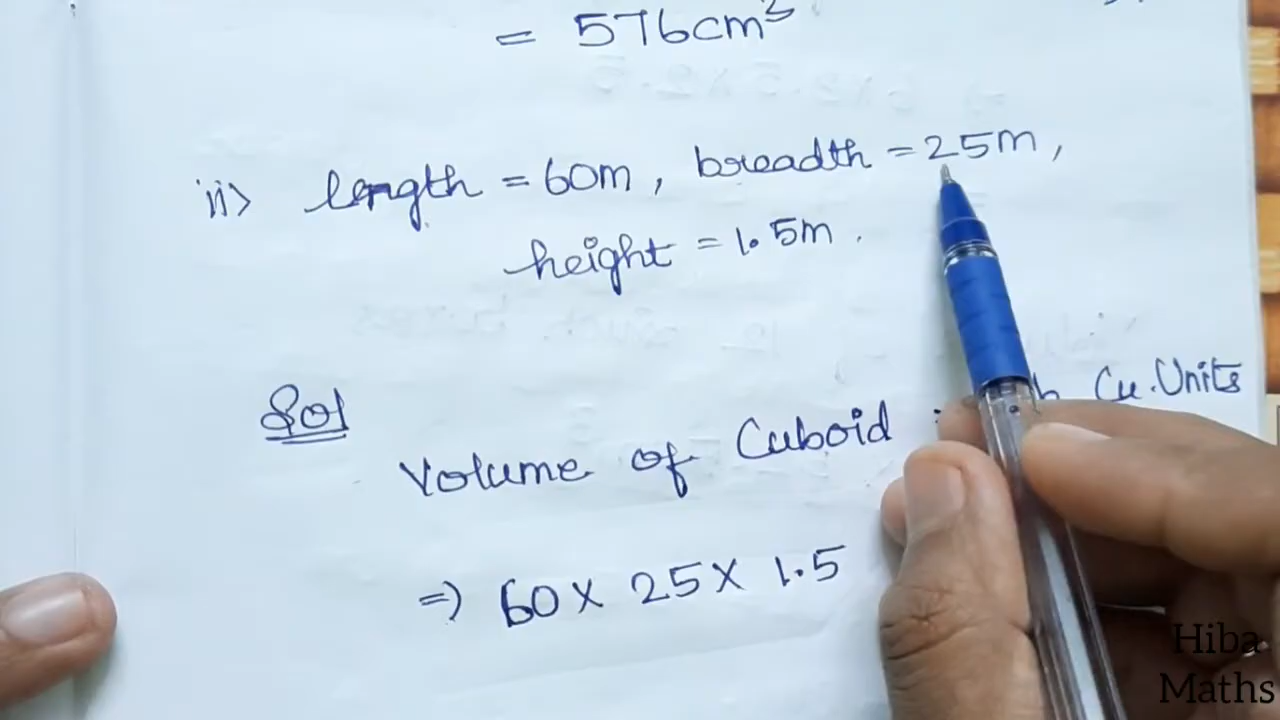 = 576cm³
ii) length = 60m, breadth = 25m,
height = 1.5m.
Sol
Volume of Cuboid Cu. Units
=> 60 x 25 x 1.5
Hiba
Maths